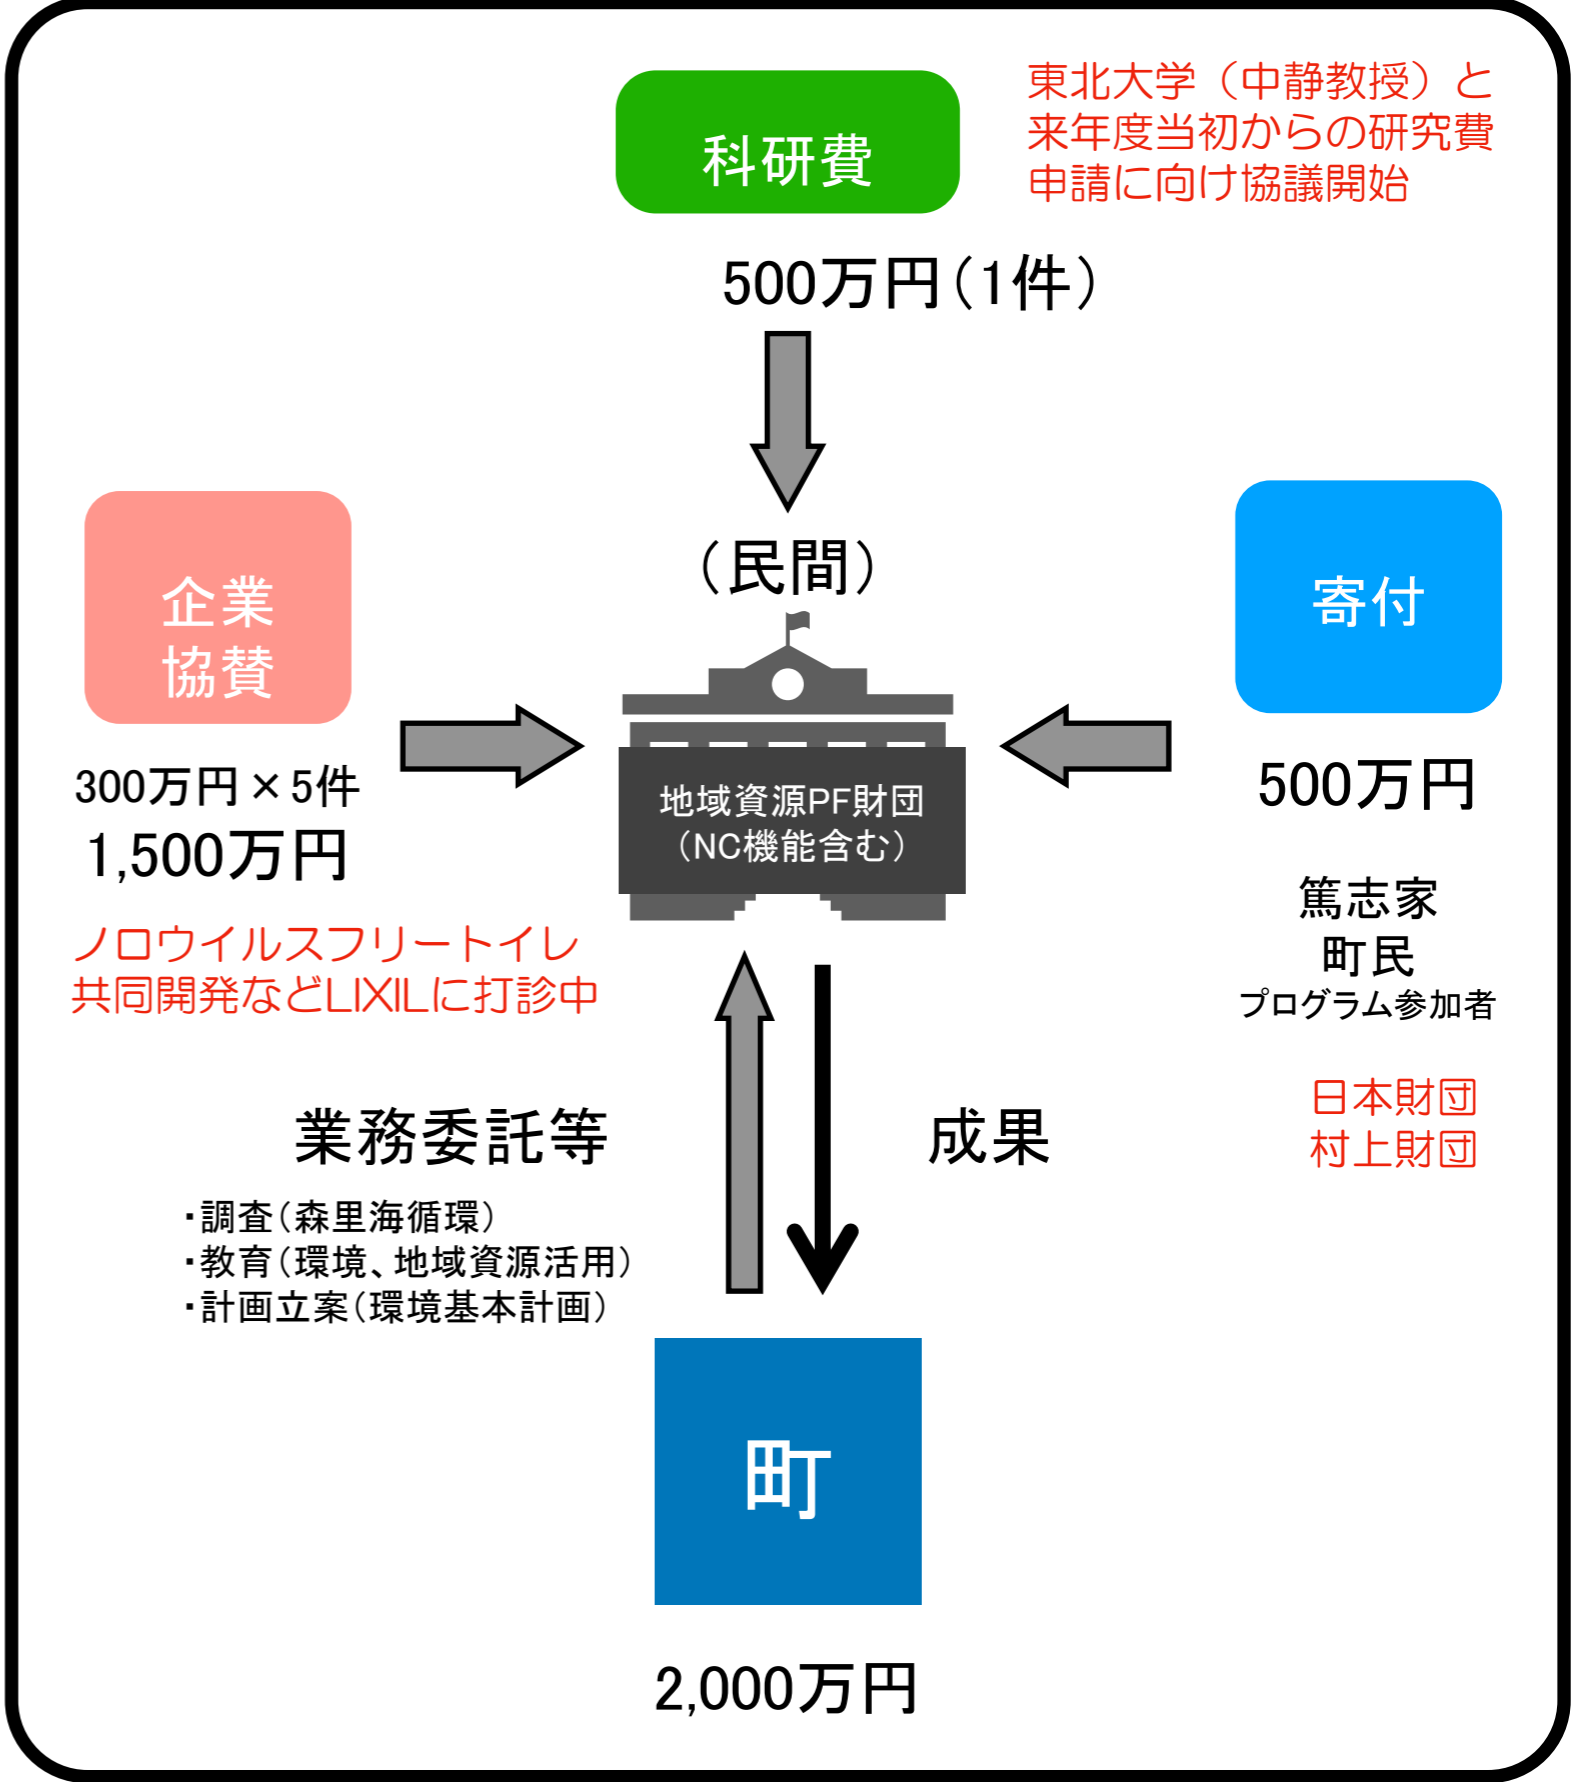 科研費
東北大学（中静教授）と
来年度当初からの研究費
申請に向け協議開始
500万円（1件）
（民間）
企業
協賛
300万円×5件
1,500万円
ノロウイルスフリートイレ
共同開発などLIXILに打診中
地域資源PF財団
（NC機能含む）
寄付
500万円
篤志家
町民
プログラム参加者
日本財団
村上財団
業務委託等
・調査（森里海循環）
・教育（環境、地域資源活用）
・計画立案（環境基本計画）
成果
町
2,000万円